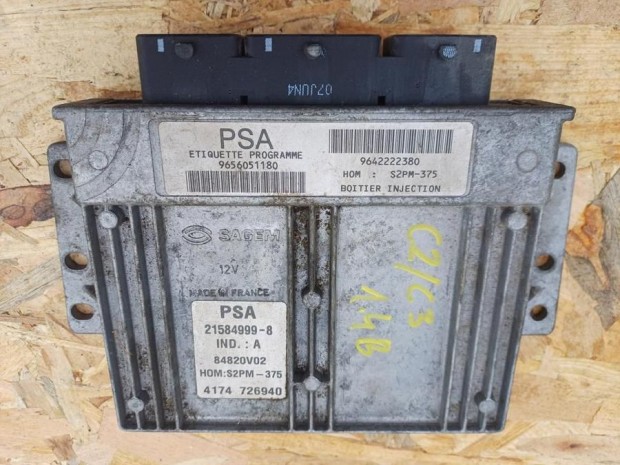 07JUN4
PSA
ETIQUETTE PROGRAMME
9656051180
9642222380
HOM : S2PM-375
BOITIER INJECTION
SAGEM
12V
MADE IN FRANCE
PSA
21584999-8
IND. : A
84820V02
HOM:S2PM-375
4174 726940
C2/C3
1.4B